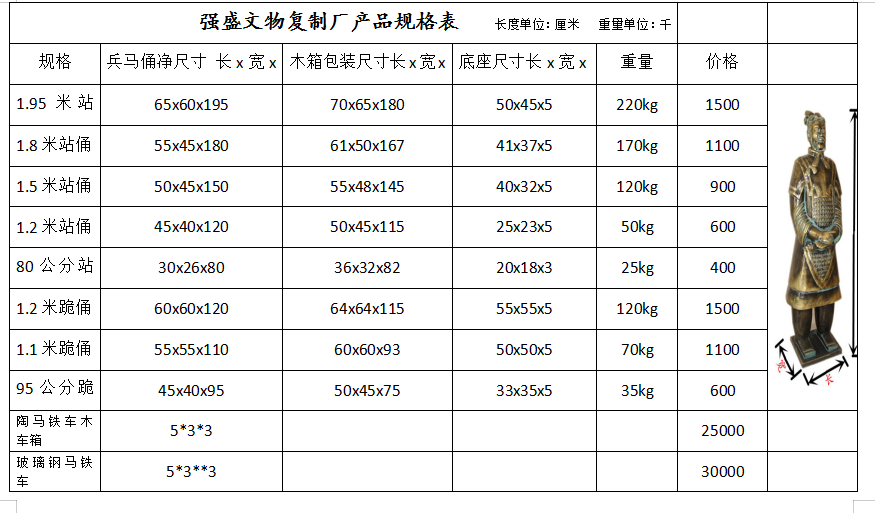 强盛文物复制厂产品规格表 长度单位：厘米 重量单位：千
规格 兵马俑净尺寸 长 x 宽 x 木箱包装尺寸长 x 宽 x 底座尺寸长 x 宽 x 重量 价格
1.95 米站 65x60x195 70x65x180 50x45x5 220kg 1500
1.8 米站俑 55x45x180 61x50x167 41x37x5 170kg 1100
1.5 米站俑 50x45x150 55x48x145 40x32x5 120kg 900
1.2 米站俑 45x40x120 50x45x115 25x23x5 50kg 600
80 公分站 30x26x80 36x32x82 20x18x3 25kg 400
1.2 米跪俑 60x60x120 64x64x115 55x55x5 120kg 1500
1.1 米跪俑 55x55x110 60x60x93 50x50x5 70kg 1100
宽 长
95 公分跪 45x40x95 50x45x75 33x35x5 35kg 600
陶马铁车木
车箱 5*3*3 25000
玻璃钢马铁
车 5*3**3 30000